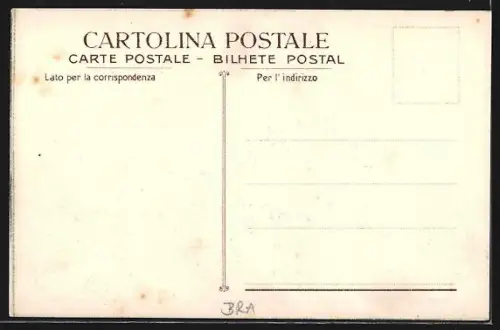 CARTOLINA POSTALE
CARTE POSTALE - BILHETE POSTAL
Lato per la corrispondenza
Per l' indirizzo
BRA